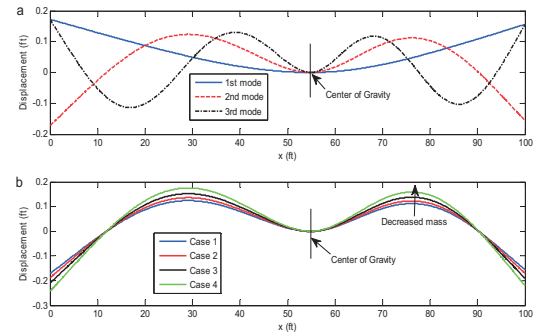 a
Displacement (ft)
0.2
0.1
0
-0.1
-0.2
1st mode
2nd mode
3rd mode
Center of Gravity
0 10 20 30 40 50 60 70 80 90 100
x (ft)
b
Displacement (ft)
0.2
0.1
0
-0.1
-0.2
-0.3
Case 1
Case 2
Case 3
Case 4
Decreased mass
Center of Gravity
0 10 20 30 40 50 60 70 80 90 100
x (ft)